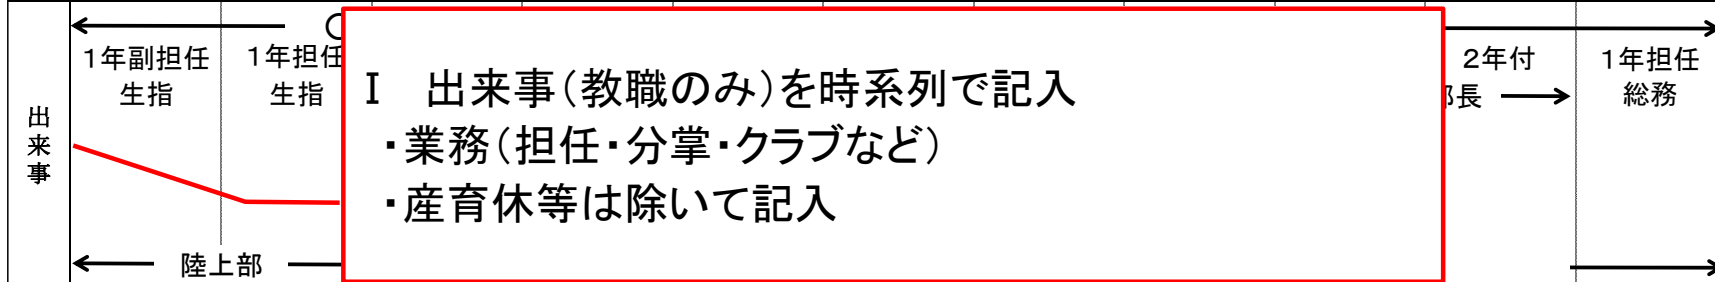 出来事
1年副担任
生指
1年担任
生指
Ⅰ 出来事(教職のみ)を時系列で記入
・業務(担任・分掌・クラブなど)
・産育休等は除いて記入
2年付
部長
1年担任
総務
陸上部